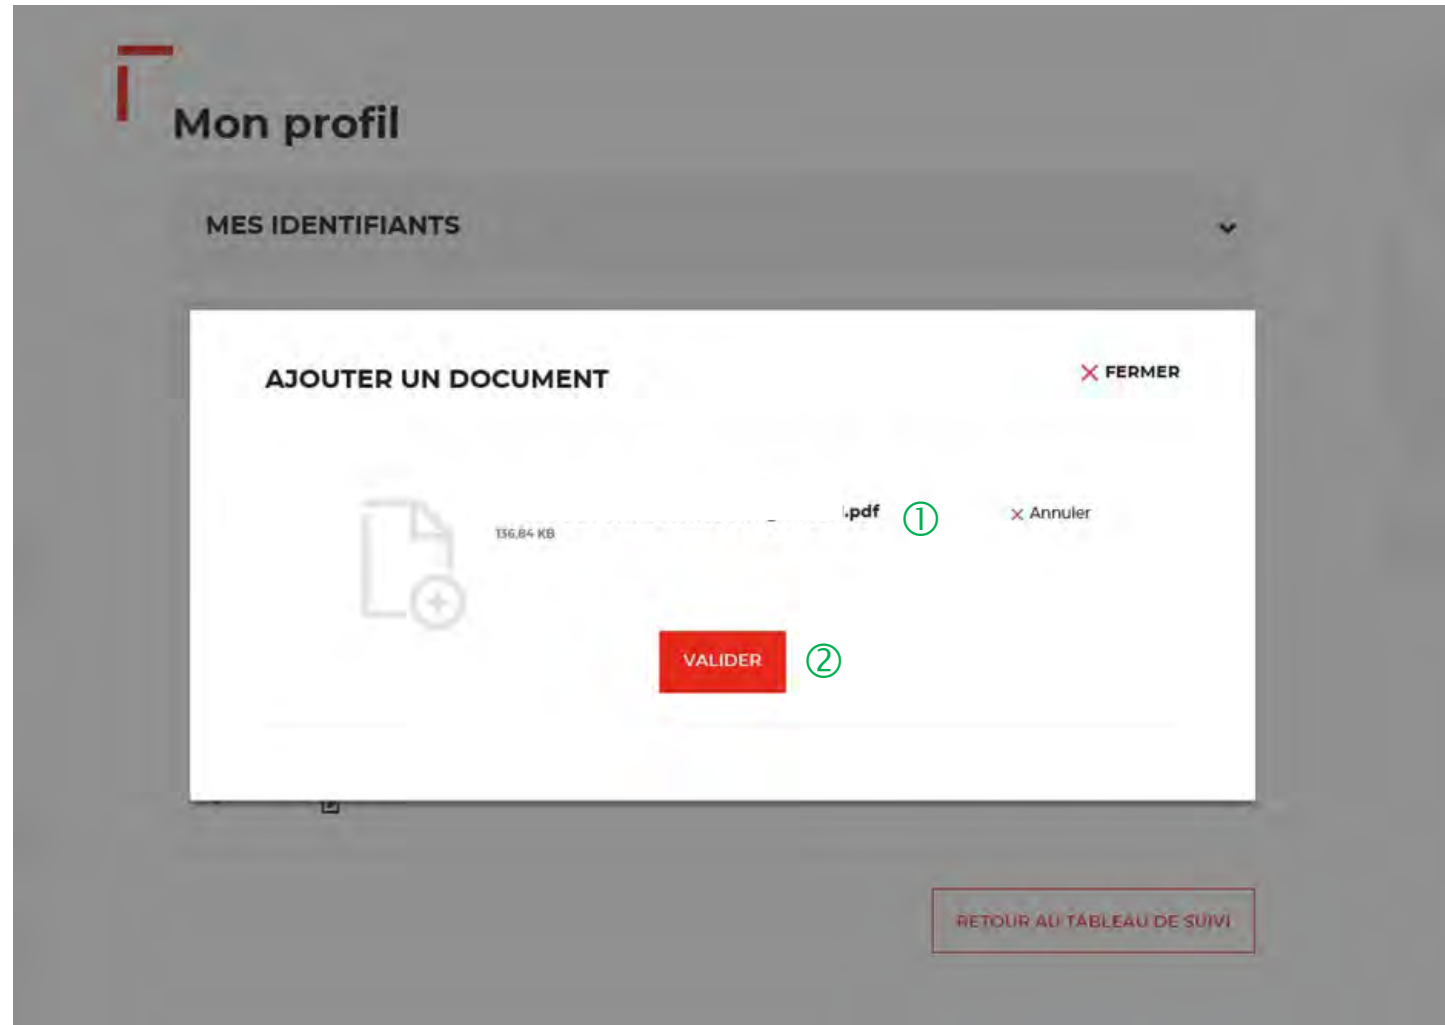 Mon profil
MES IDENTIFIANTS
AJOUTER UN DOCUMENT
× FERMER
.pdf ① × Annuler
136,84 KB
VALIDER ②
RETOUR AU TABLEAU DE SUIVI